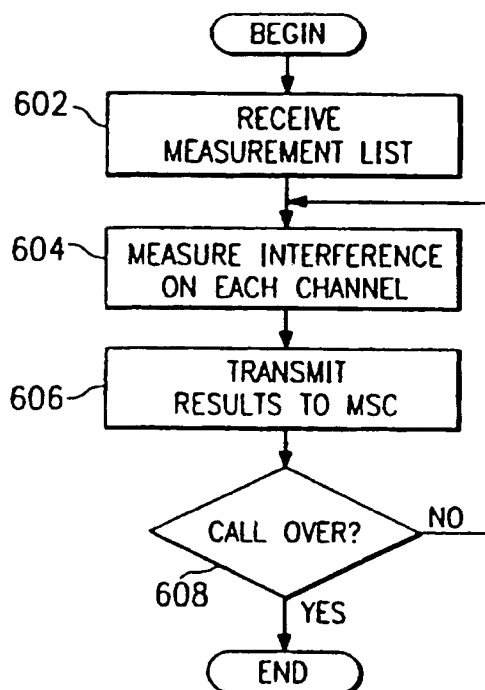 BEGIN
602
RECEIVE
MEASUREMENT LIST
604
MEASURE INTERFERENCE
ON EACH CHANNEL
606
TRANSMIT
RESULTS TO MSC
CALL OVER?
NO
608
YES
END